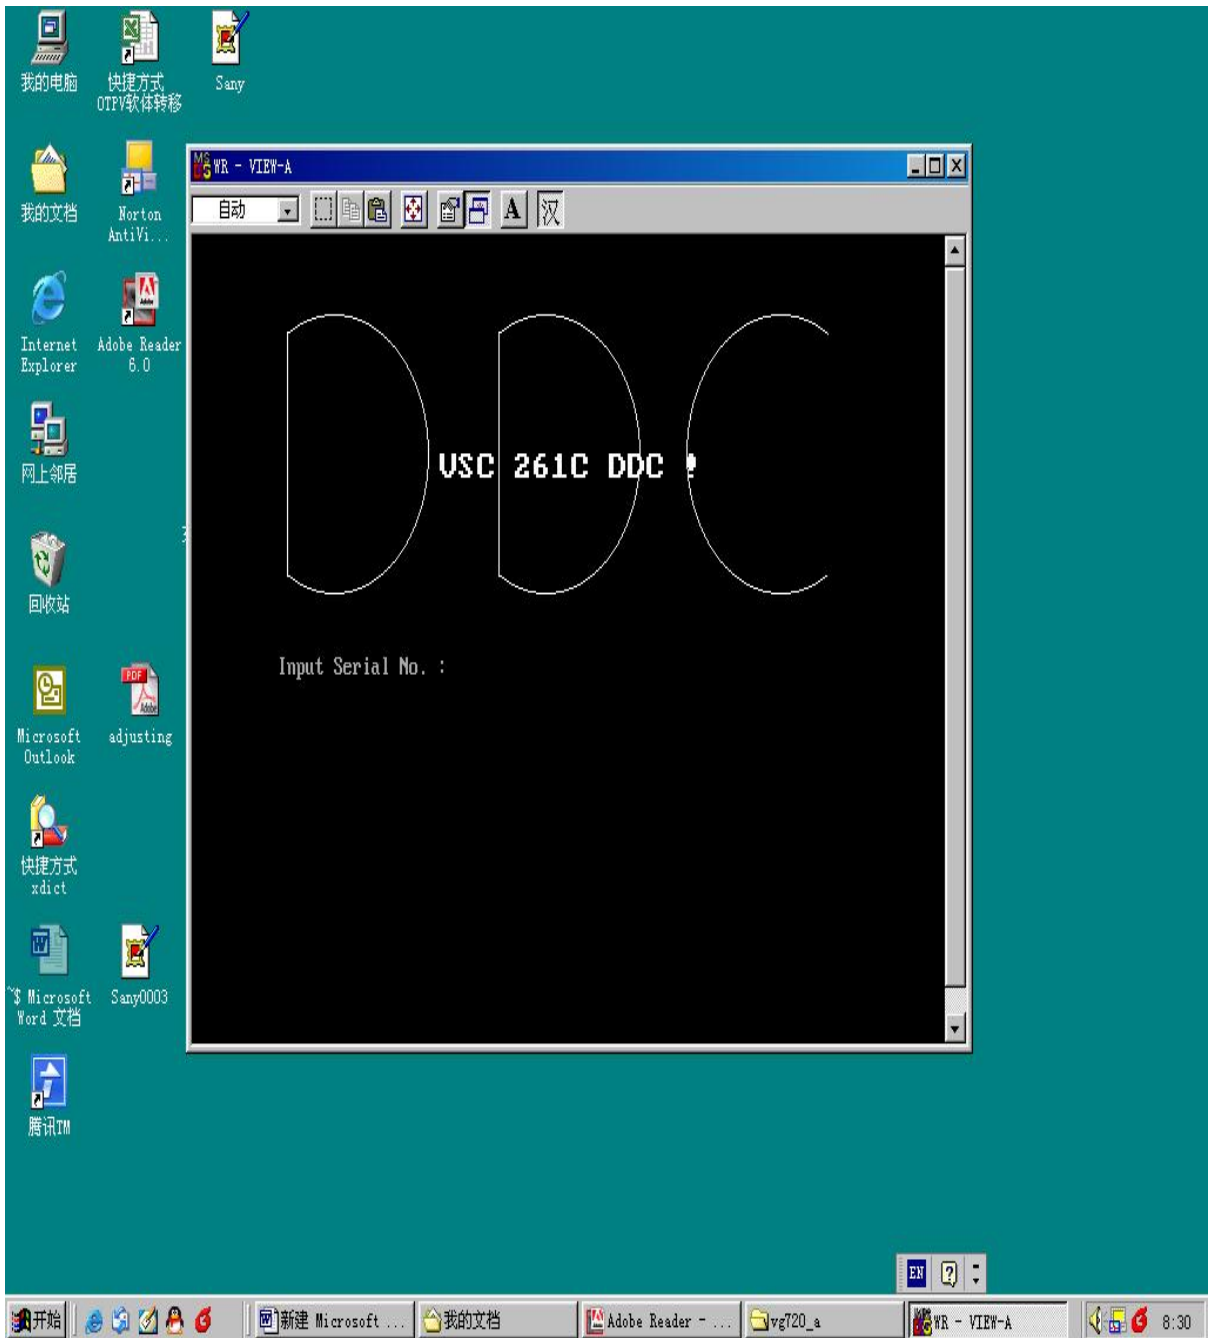 我的电脑
快捷方式
OTPV软体转移
Sany
我的文档
Norton
AntiVi...
Internet
Explorer
Adobe Reader
6.0
网上邻居
回收站
Microsoft
Outlook
PDF
Adobe
adjusting
快捷方式
xdict
~$ Microsoft
Word 文档
Sany0003
腾讯TM
WR - VIEW-A
自动
A
汉
DDC
VSC 261C DDC !
Input Serial No. :
EN
开始
新建 Microsoft ...
我的文档
Adobe Reader - ...
vg720_a
WR - VIEW-A
8:30